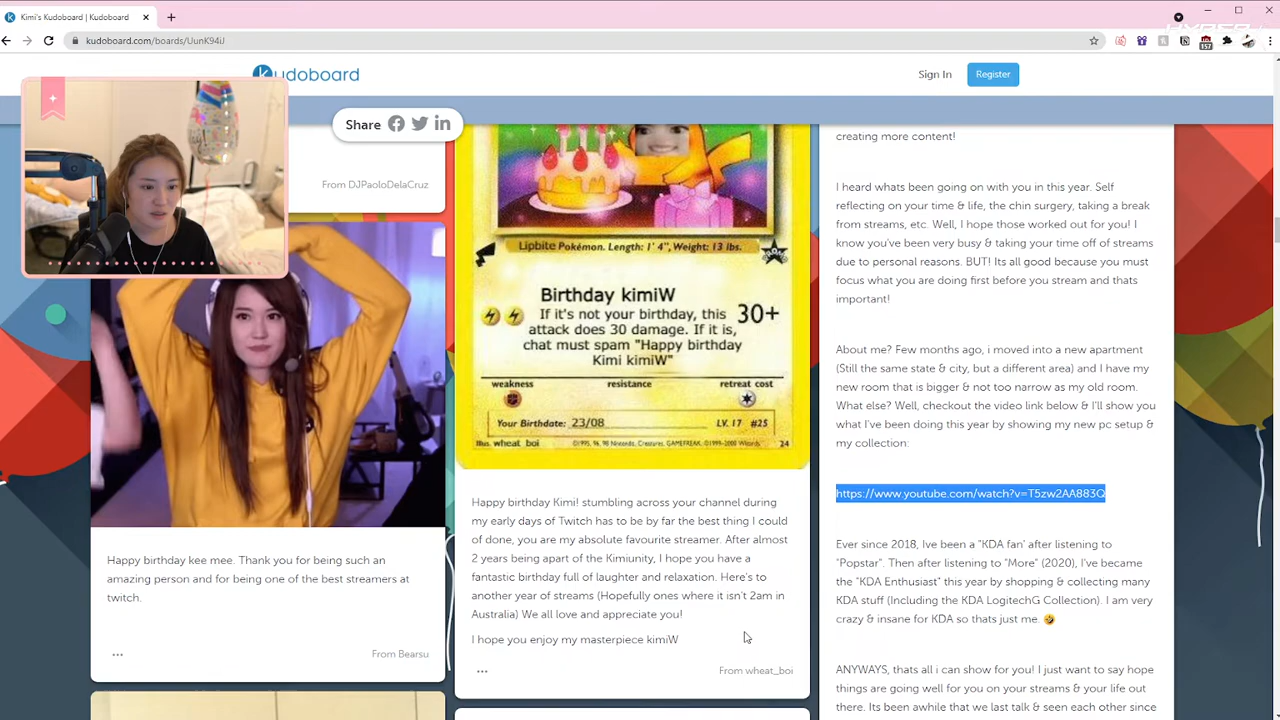 Kimi's Kudoboard | Kudoboard
kudoboard.com/boards/UunK94iJ
157
kudoboard
Sign In
Register
Share
From DJPaoloDelaCruz
Happy birthday kee mee. Thank you for being such an
amazing person and for being one of the best streamers at
twitch.
From Bearsu
Lipbite Pokémon. Length: 1' 4", Weight: 13 lbs.
PROMO
Birthday kimiW
If it's not your birthday, this
attack does 30 damage. If it is,
chat must spam "Happy birthday
Kimi kimiW"
30+
weakness
resistance
retreat cost
Your Birthdate: 23/08
LV. 17 #25
Illus. wheat_boi
©1995, 96, 98 Nintendo, Creatures, GAMEFREAK. ©1999-2000 Wizards.
24
Happy birthday Kimi! stumbling across your channel during
my early days of Twitch has to be by far the best thing I could
of done, you are my absolute favourite streamer. After almost
2 years being apart of the Kimiunity, I hope you have a
fantastic birthday full of laughter and relaxation. Here's to
another year of streams (Hopefully ones where it isn't 2am in
Australia) We all love and appreciate you!
I hope you enjoy my masterpiece kimiW
From wheat_boi
creating more content!
I heard whats been going on with you in this year. Self
reflecting on your time & life, the chin surgery, taking a break
from streams, etc. Well, I hope those worked out for you! I
know you've been very busy & taking your time off of streams
due to personal reasons. BUT! Its all good because you must
focus what you are doing first before you stream and thats
important!
About me? Few months ago, i moved into a new apartment
(Still the same state & city, but a different area) and I have my
new room that is bigger & not too narrow as my old room.
What else? Well, checkout the video link below & I'll show you
what I've been doing this year by showing my new pc setup &
my collection:
https://www.youtube.com/watch?v=T5zw2AA883Q
Ever since 2018, Ive been a "KDA fan' after listening to
"Popstar". Then after listening to "More" (2020), I've became
the "KDA Enthusiast" this year by shopping & collecting many
KDA stuff (Including the KDA LogitechG Collection). I am very
crazy & insane for KDA so thats just me. 🤣
ANYWAYS, thats all i can show for you! I just want to say hope
things are going well for you on your streams & your life out
there. Its been awhile that we last talk & seen each other since